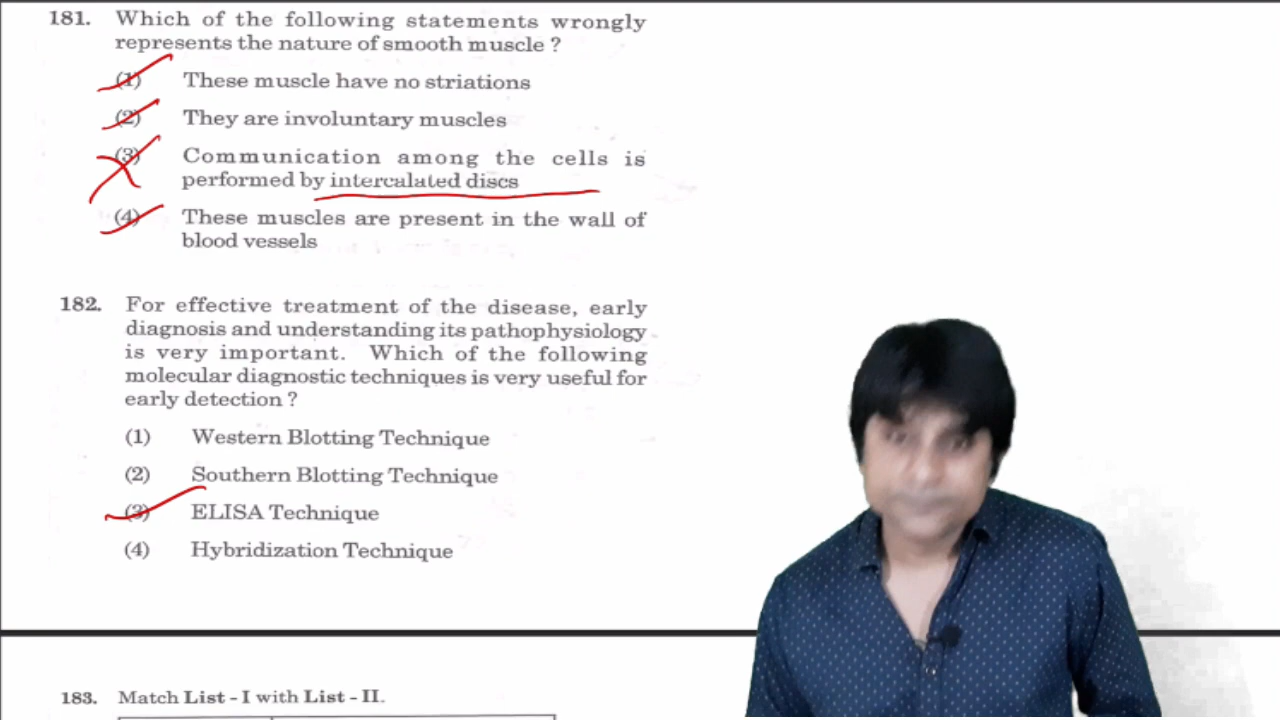 181. Which of the following statements wrongly
represents the nature of smooth muscle ?
(1) These muscle have no striations
(2) They are involuntary muscles
(3) Communication among the cells is
performed by intercalated discs
(4) These muscles are present in the wall of
blood vessels
182. For effective treatment of the disease, early
diagnosis and understanding its pathophysiology
is very important. Which of the following
molecular diagnostic techniques is very useful for
early detection ?
(1) Western Blotting Technique
(2) Southern Blotting Technique
(3) ELISA Technique
(4) Hybridization Technique
183. Match List - I with List - II.